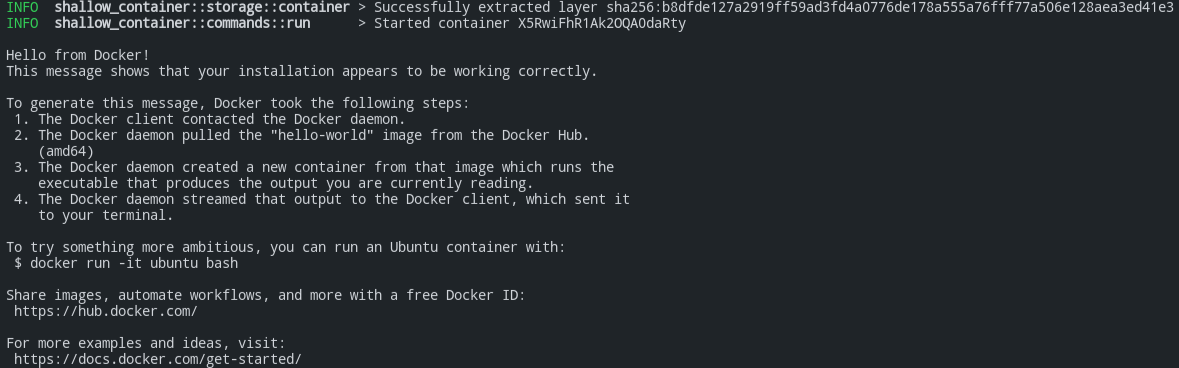 INFO  shallow_container::storage::container > Successfully extracted layer sha256:b8dfde127a2919ff59ad3fd4a0776de178a555a76fff77a506e128aea3ed41e3
INFO  shallow_container::commands::run      > Started container X5RwiFhR1Ak2OQAOdaRty
Hello from Docker!
This message shows that your installation appears to be working correctly.
To generate this message, Docker took the following steps:
 1. The Docker client contacted the Docker daemon.
 2. The Docker daemon pulled the "hello-world" image from the Docker Hub.
    (amd64)
 3. The Docker daemon created a new container from that image which runs the
    executable that produces the output you are currently reading.
 4. The Docker daemon streamed that output to the Docker client, which sent it
    to your terminal.
To try something more ambitious, you can run an Ubuntu container with:
 $ docker run -it ubuntu bash
Share images, automate workflows, and more with a free Docker ID:
 https://hub.docker.com/
For more examples and ideas, visit:
 https://docs.docker.com/get-started/